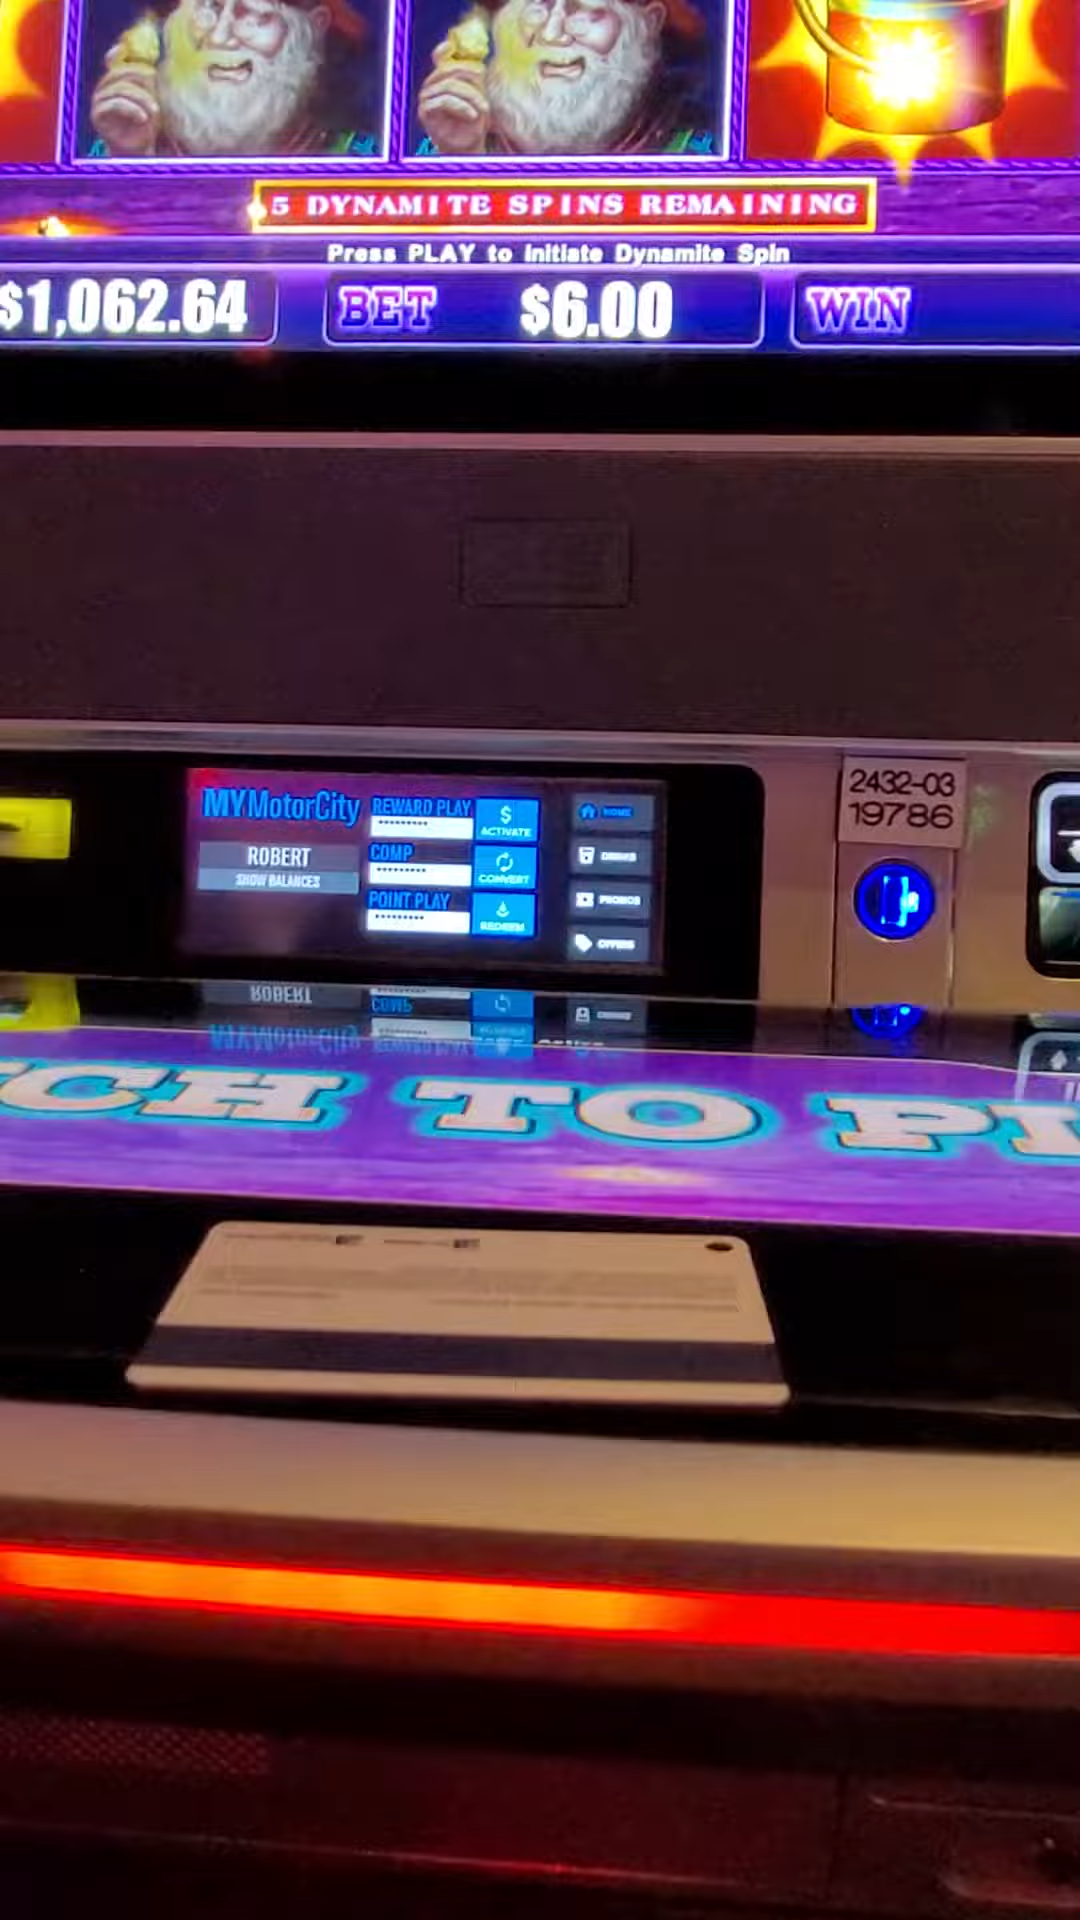 5 DYNAMITE SPINS REMAINING
Press PLAY to Initiate Dynamite Spin
$1,062.64 BET $6.00 WIN
2432-03
19786
MYMotorCity
ROBERT
SHOW BALANCES
REWARD PLAY
*********
$
ACTIVATE
COMP
*********
CONVERT
POINT PLAY
*********
REDEEM
HOME
DRINKS
PROMOS
OFFERS
CH TO PL